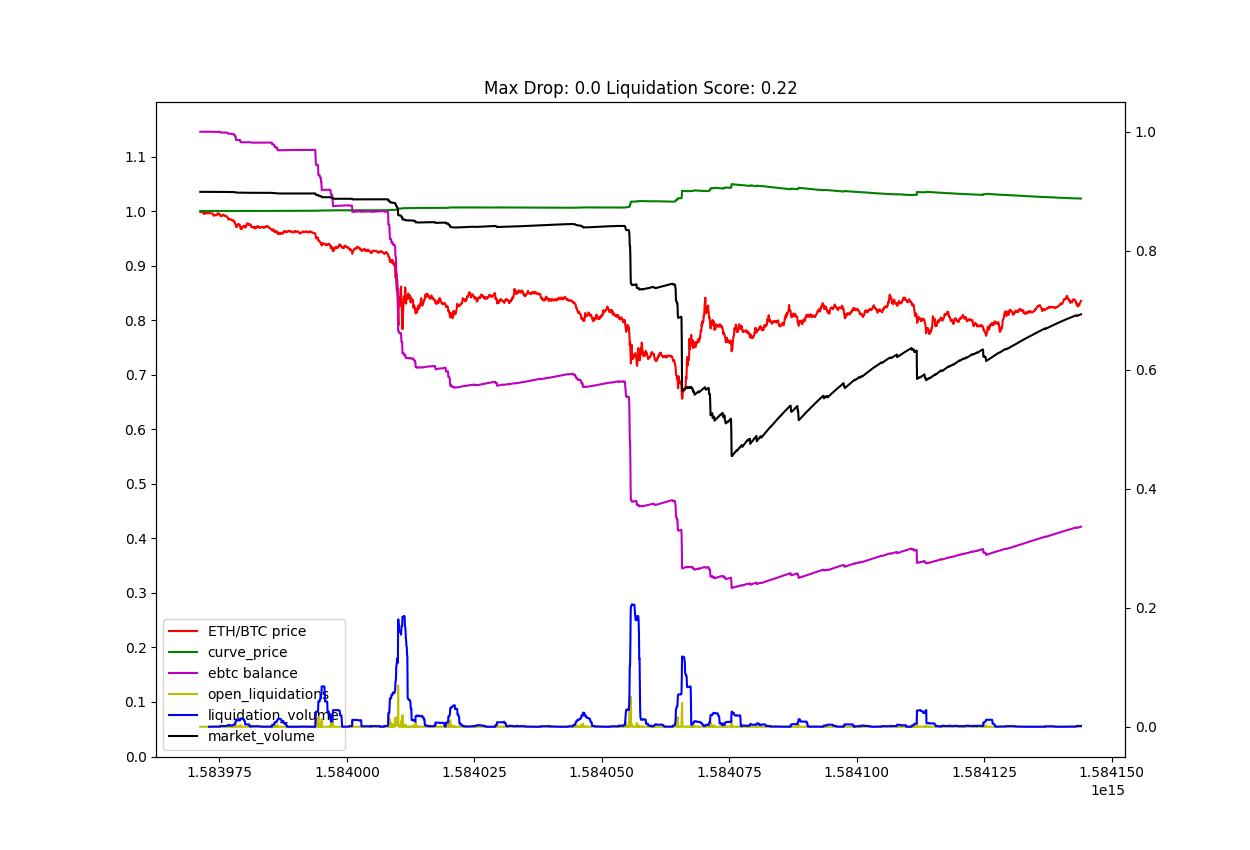 Max Drop: 0.0 Liquidation Score: 0.22
1.1
1.0
0.9
0.8
0.7
0.6
0.5
0.4
0.3
0.2
0.1
0.0
1.0
0.8
0.6
0.4
0.2
0.0
ETH/BTC price
curve_price
ebtc balance
open_liquidations
liquidation_volume
market_volume
1.583975 1.584000 1.584025 1.584050 1.584075 1.584100 1.584125 1.584150
1e15